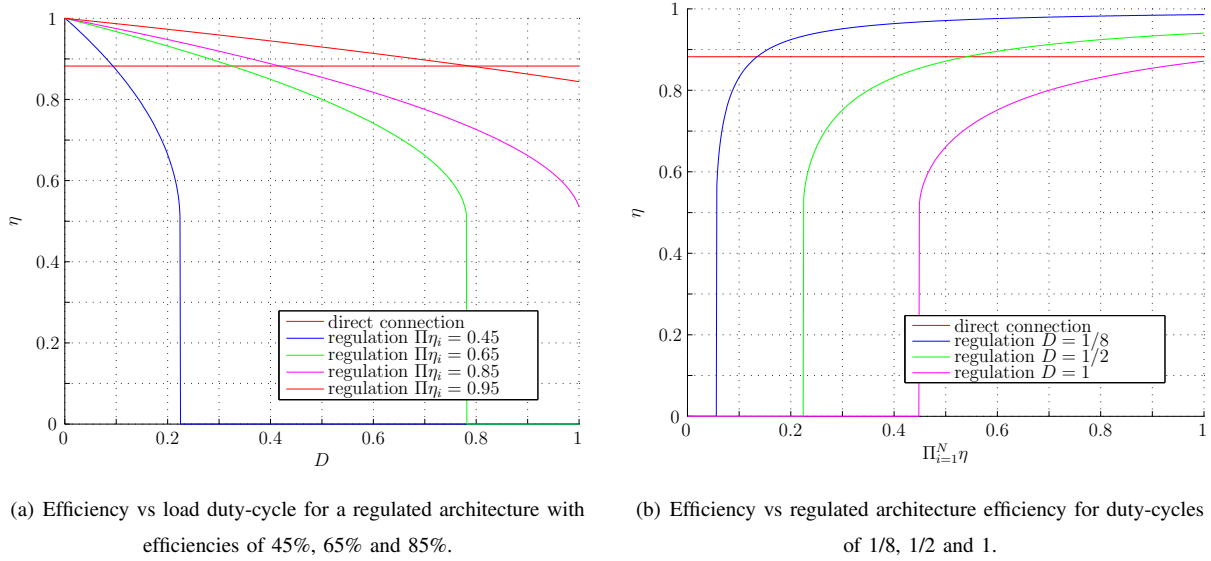 1
0.8
0.6
0.4
0.2
0
η
0 0.2 0.4 0.6 0.8 1
D
direct connection
regulation Πηᵢ = 0.45
regulation Πηᵢ = 0.65
regulation Πηᵢ = 0.85
regulation Πηᵢ = 0.95
(a) Efficiency vs load duty-cycle for a regulated architecture with
efficiencies of 45%, 65% and 85%.
1
0.8
0.6
0.4
0.2
0
η
0 0.2 0.4 0.6 0.8 1
Π_{i=1}^{N}η
direct connection
regulation D = 1/8
regulation D = 1/2
regulation D = 1
(b) Efficiency vs regulated architecture efficiency for duty-cycles
of 1/8, 1/2 and 1.